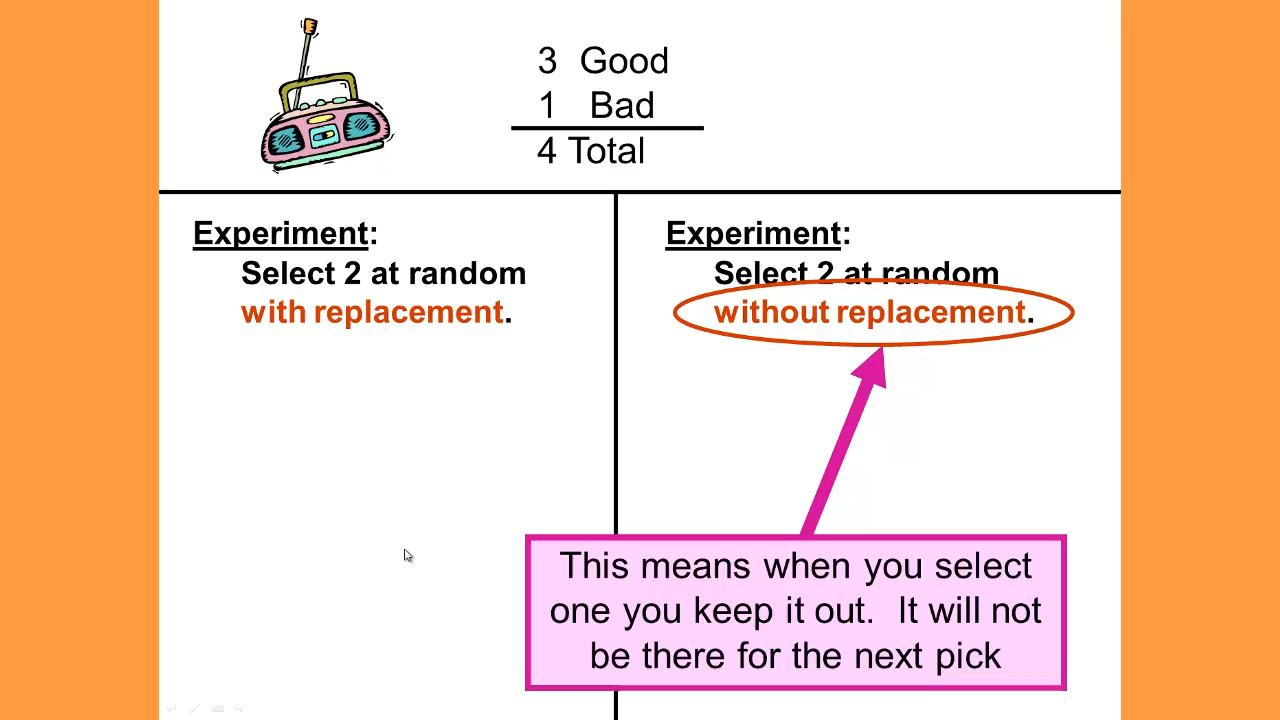 3 Good
1 Bad
4 Total
Experiment:
Select 2 at random
with replacement.
Experiment:
Select 2 at random
without replacement.
This means when you select
one you keep it out. It will not
be there for the next pick